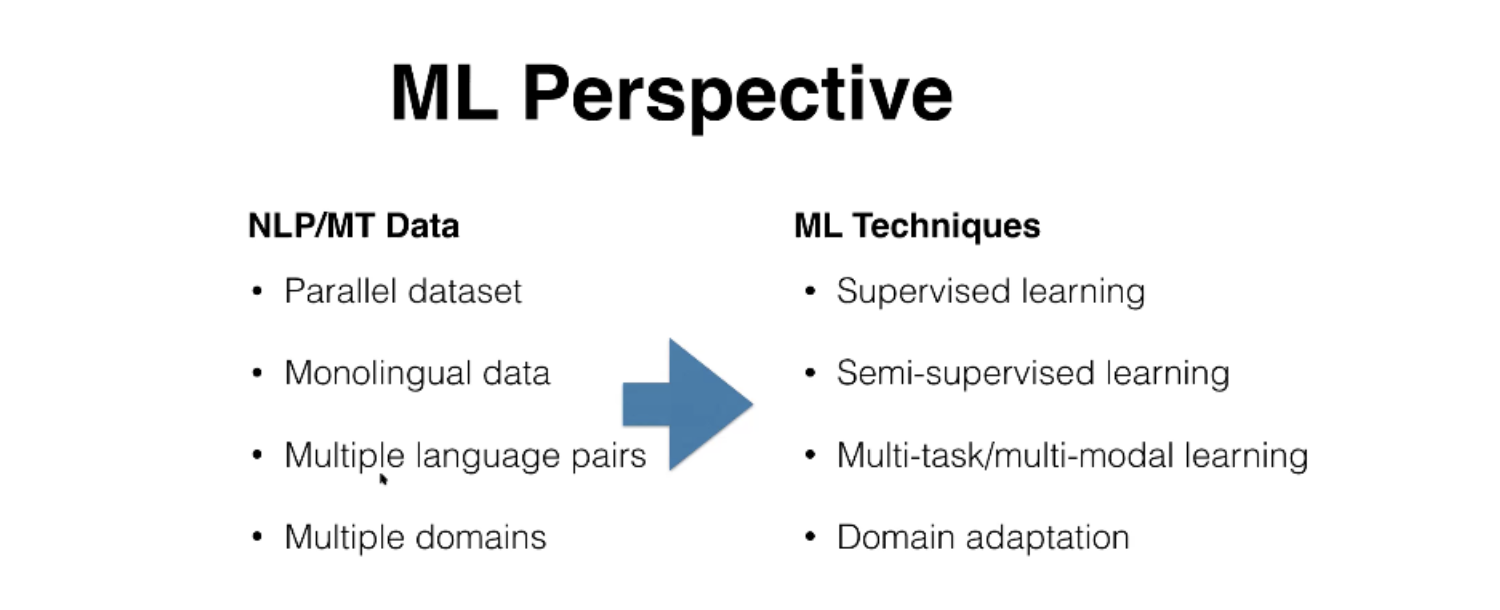 ML Perspective
NLP/MT Data
• Parallel dataset
• Monolingual data
• Multiple language pairs
• Multiple domains
ML Techniques
• Supervised learning
• Semi-supervised learning
• Multi-task/multi-modal learning
• Domain adaptation